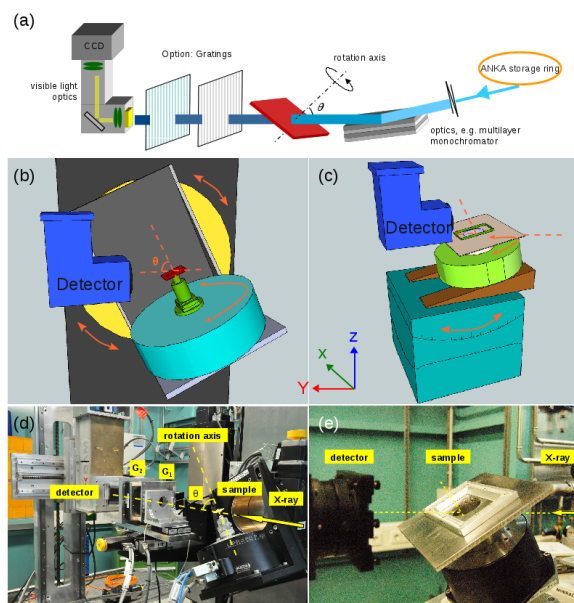 (a)
CCD
visible light
optics
Option: Gratings
rotation axis
θ
ANKA storage ring
optics, e.g. multilayer
monochromator
(b)
Detector
θ
(c)
Detector
Z
X
Y
(d)
rotation axis
G2
G1
detector
θ
sample
X-ray
(e)
detector
sample
X-ray